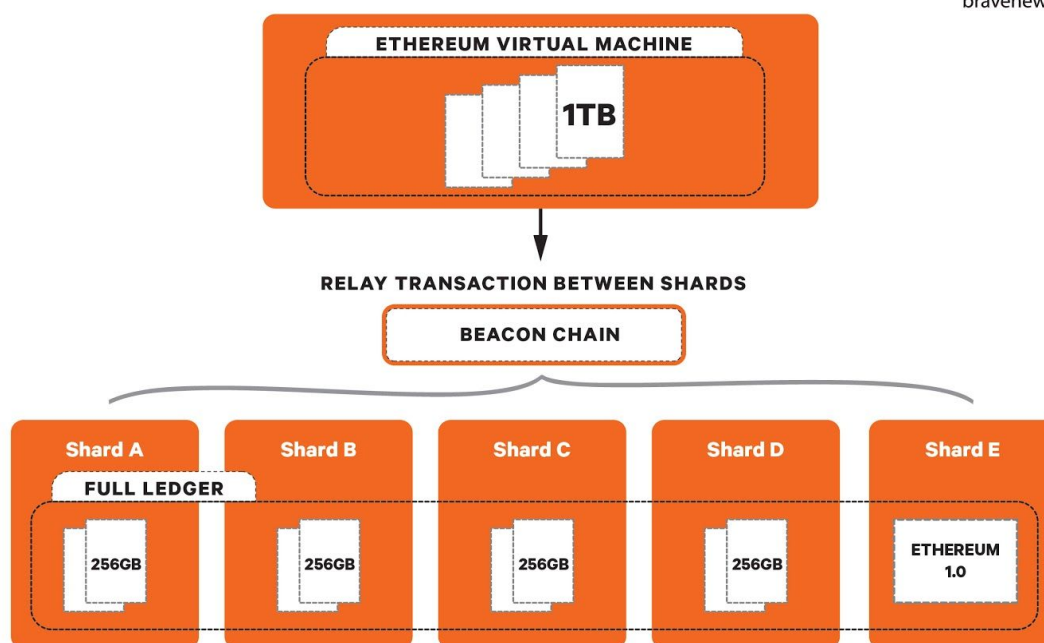 bravenew
ETHEREUM VIRTUAL MACHINE
1TB
RELAY TRANSACTION BETWEEN SHARDS
BEACON CHAIN
Shard A
Shard B
Shard C
Shard D
Shard E
FULL LEDGER
256GB
256GB
256GB
256GB
ETHEREUM
1.0